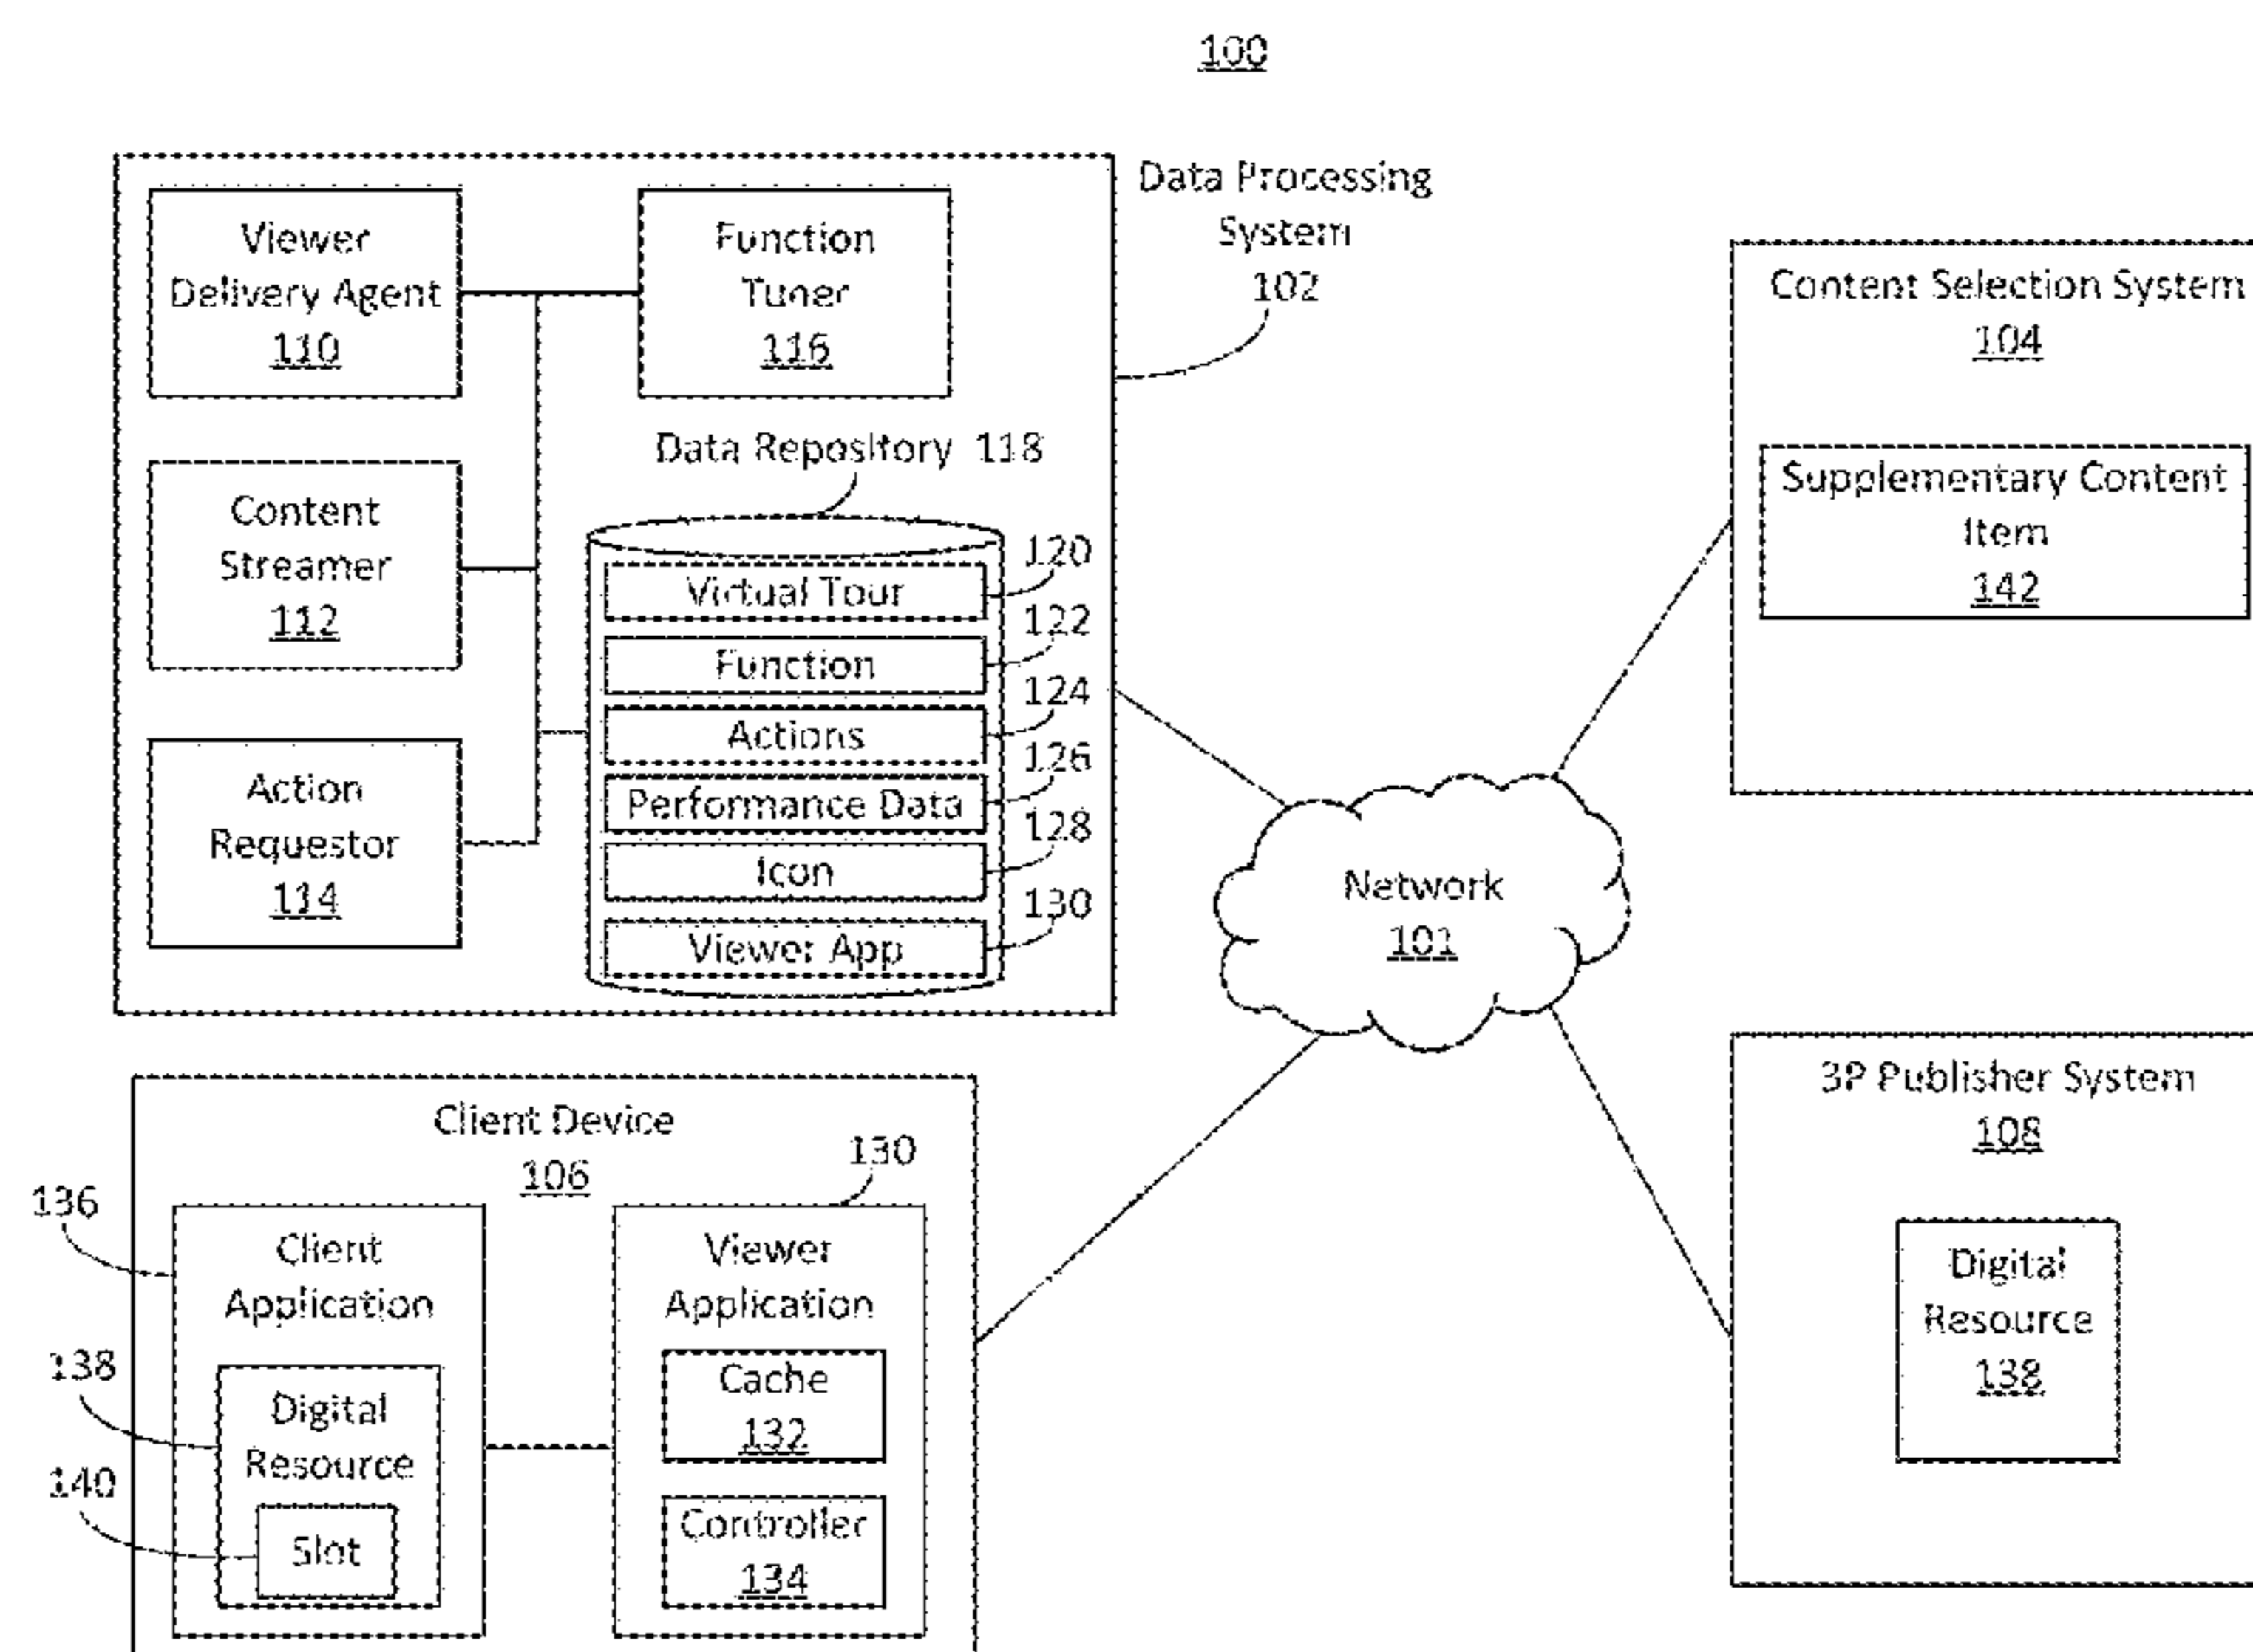 100
Data Processing
System
102
Viewer
Delivery Agent
110
Function
Tuner
116
Content
Streamer
112
Action
Requestor
114
Data Repository 118
Virtual Tour
120
Function
122
Actions
124
Performance Data
126
Icon
128
Viewer App
130
Content Selection System
104
Supplementary Content
Item
142
Network
101
Client Device
106
136
Client
Application
138
Digital
Resource
140
Slot
130
Viewer
Application
Cache
132
Controller
134
3P Publisher System
108
Digital
Resource
138